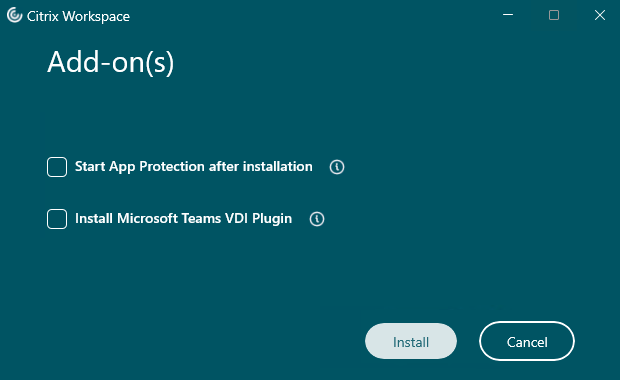 Citrix Workspace
Add-on(s)
Start App Protection after installation
Install Microsoft Teams VDI Plugin
Install
Cancel